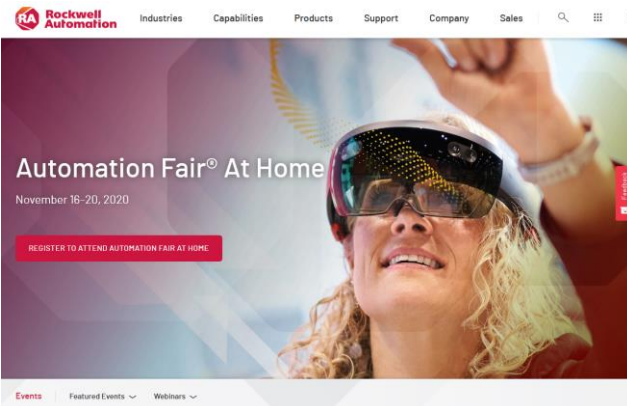 RA
Rockwell
Automation
Industries
Capabilities
Products
Support
Company
Sales
Automation Fair® At Home
November 16-20, 2020
Feedback
REGISTER TO ATTEND AUTOMATION FAIR AT HOME
Events
Featured Events
Webinars